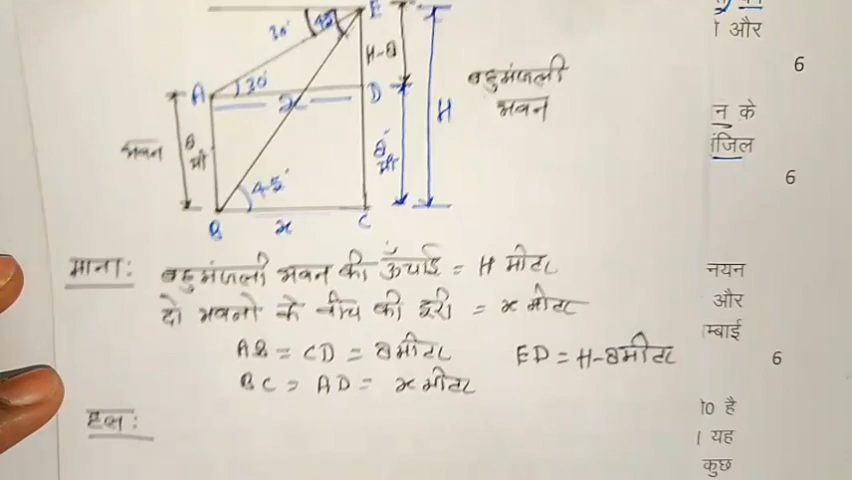 E
30°
45°
H-8
A
30°
D
x
H
बहुमंजली
भवन
भवन
8
मी
8
मी
45°
B
x
C
माना: बहुमंजली भवन की ऊँचाई = H मीटर
दो भवनो के बीच की दूरी = x मीटर
AB = CD = 8 मीटर ED = H-8 मीटर
BC = AD = x मीटर
हल:
और
6
न के
ंजिल
6
नयन
और
म्बाई
6
10 है
। यह
कुछ